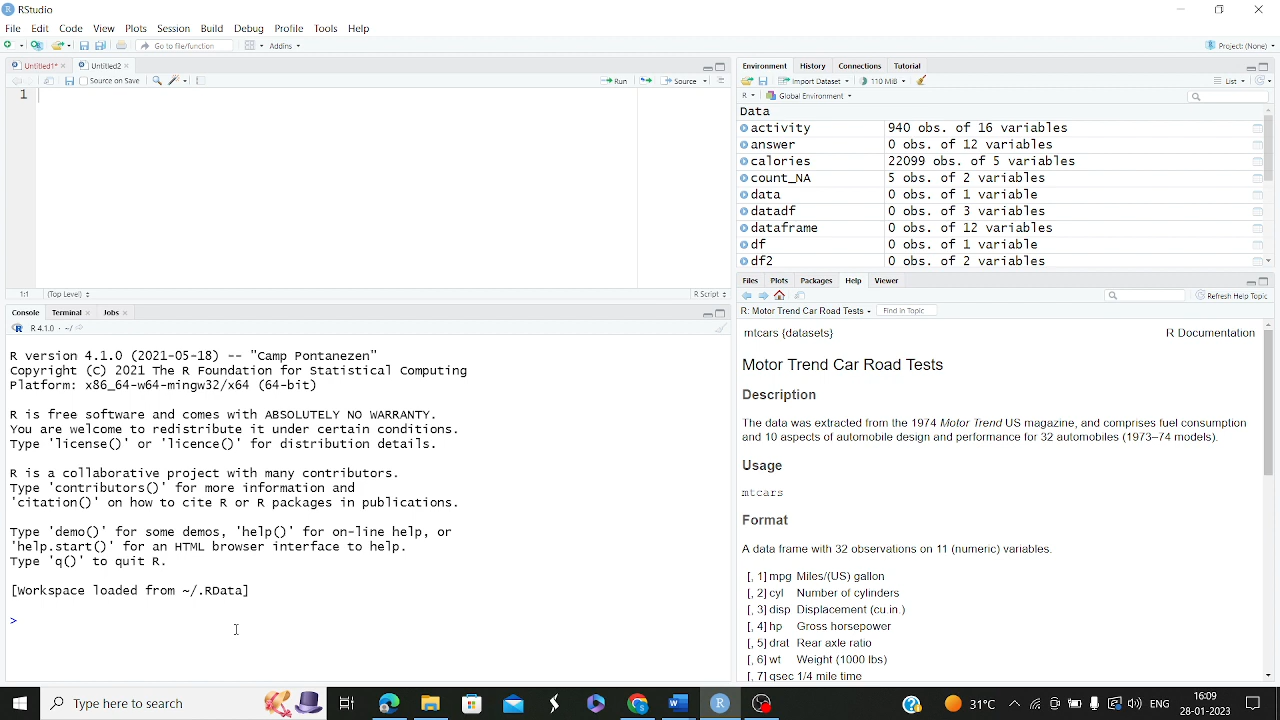 RStudio
File Edit Code View Plots Session Build Debug Profile Tools Help
Go to file/function Addins Project: (None)
Untitled1* Untitled2
Source on Save Run Source
1
1:1 (Top Level) R Script
Console Terminal Jobs
R 4.1.0 · ~/
R version 4.1.0 (2021-05-18) -- "Camp Pontanezen"
Copyright (C) 2021 The R Foundation for Statistical Computing
Platform: x86_64-w64-mingw32/x64 (64-bit)
R is free software and comes with ABSOLUTELY NO WARRANTY.
You are welcome to redistribute it under certain conditions.
Type 'license()' or 'licence()' for distribution details.
R is a collaborative project with many contributors.
Type 'contributors()' for more information and
'citation()' on how to cite R or R packages in publications.
Type 'demo()' for some demos, 'help()' for on-line help, or
'help.start()' for an HTML browser interface to help.
Type 'q()' to quit R.
[Workspace loaded from ~/.RData]
>
Environment History Connections Tutorial
Import Dataset 110 MiB List
R Global Environment
Data
activity 940 obs. of 16 variables
answer 0 obs. of 12 variables
calories 22099 obs. of 5 variables
count_NA 5 obs. of 2 variables
data 0 obs. of 1 variable
datadf 0 obs. of 3 variables
dataframe 0 obs. of 12 variables
df 0 obs. of 1 variable
df2 0 obs. of 2 variables
Files Plots Packages Help Viewer
Refresh Help Topic
R: Motor Trend Car Road Tests Find in Topic
mtcars {datasets} R Documentation
Motor Trend Car Road Tests
Description
The data was extracted from the 1974 Motor Trend US magazine, and comprises fuel consumption
and 10 aspects of automobile design and performance for 32 automobiles (1973–74 models).
Usage
mtcars
Format
A data frame with 32 observations on 11 (numeric) variables.
[, 1] mpg Miles/(US) gallon
[, 2] cyl Number of cylinders
[, 3] disp Displacement (cu.in.)
[, 4] hp Gross horsepower
[, 5] drat Rear axle ratio
[, 6] wt Weight (1000 lbs)
[, 7] qsec 1/4 mile time
Type here to search 31°C ENG 16:09
28-01-2023